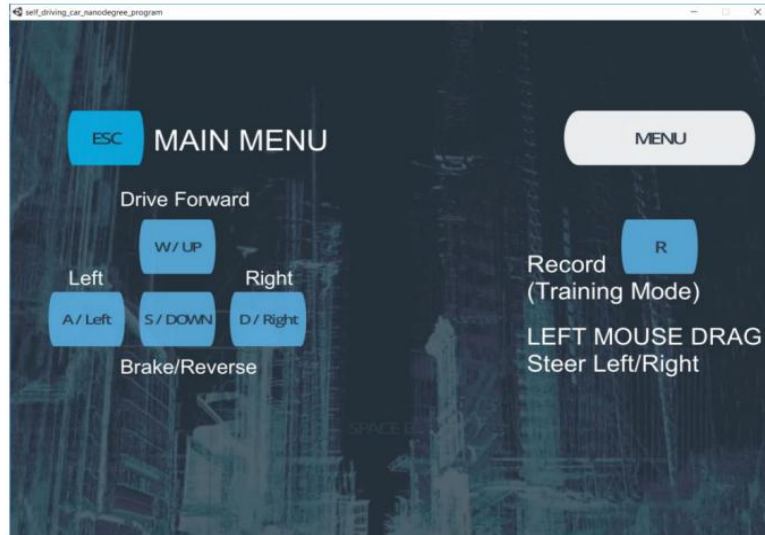 self_driving_car_nanodegree_program
ESC
MAIN MENU
MENU
Drive Forward
W / UP
Left
Right
A / Left
S / DOWN
D / Right
Brake/Reverse
R
Record
(Training Mode)
LEFT MOUSE DRAG
Steer Left/Right
SPACE